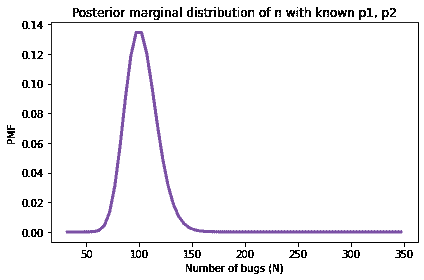 Posterior marginal distribution of n with known p1, p2
0.14
0.12
0.10
0.08
0.06
0.04
0.02
0.00
PMF
50 100 150 200 250 300 350
Number of bugs (N)